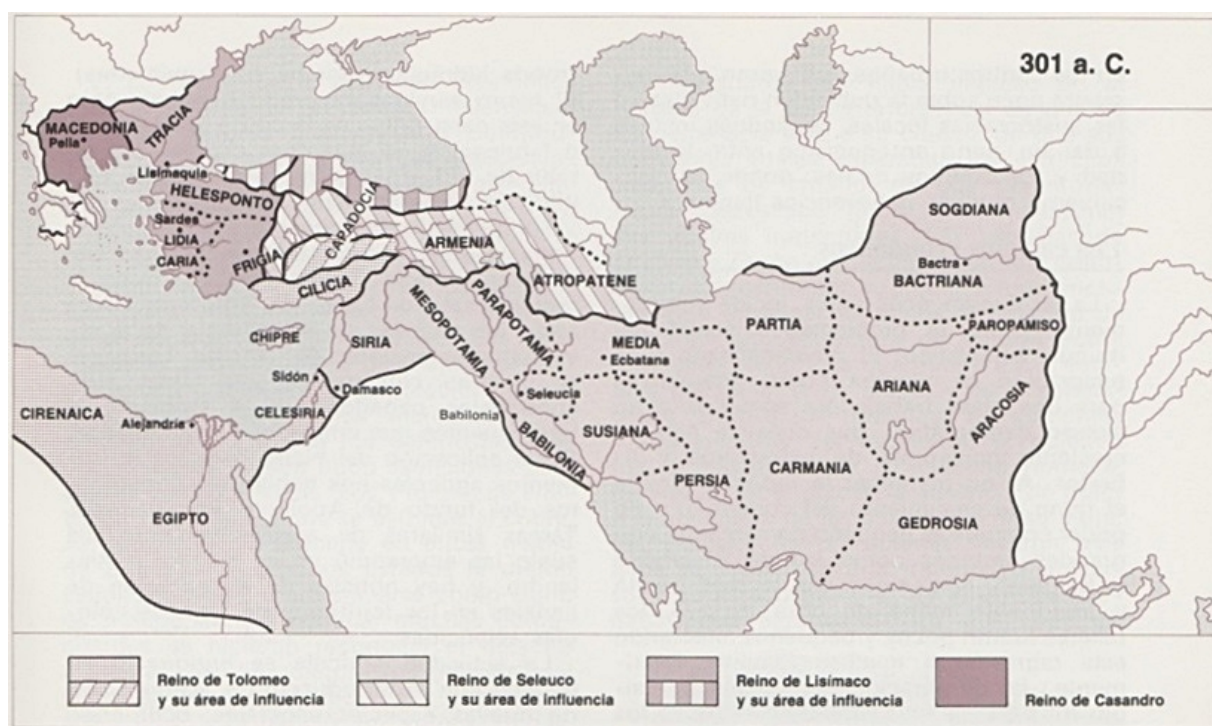 301 a. C.
MACEDONIA
Pella
TRACIA
Lisimaquia
HELESPONTO
Sardes
LIDIA
CARIA
FRIGIA
CAPADOCIA
CILICIA
ARMENIA
ATROPATENE
MESOPOTAMIA
PARAPOTAMIA
CHIPRE
SIRIA
Sidón
Damasco
CELESIRIA
CIRENAICA
Alejandría
EGIPTO
MEDIA
Ecbatana
Seleucia
Babilonia
BABILONIA
SUSIANA
PERSIA
PARTIA
CARMANIA
SOGDIANA
Bactra
BACTRIANA
PAROPAMISO
ARIANA
ARACOSIA
GEDROSIA
Reino de Tolomeo
y su área de influencia
Reino de Seleuco
y su área de influencia
Reino de Lisímaco
y su área de influencia
Reino de Casandro